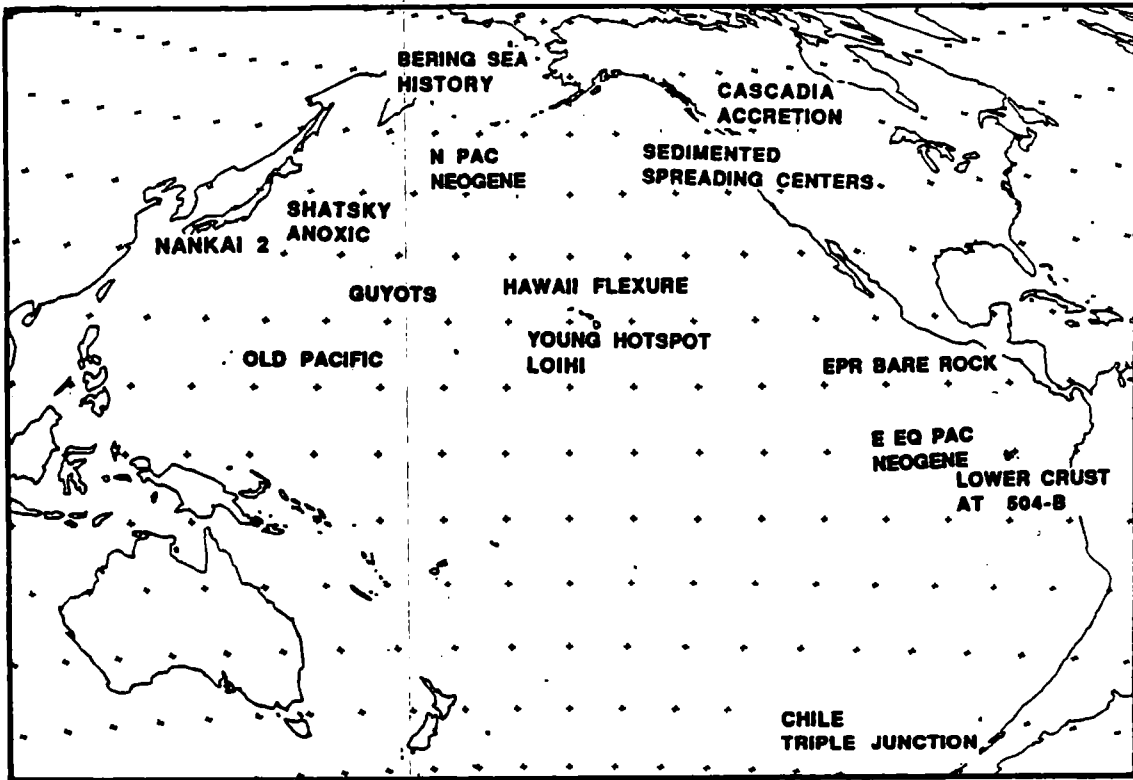 BERING SEA
HISTORY
CASCADIA
ACCRETION
N PAC
NEOGENE
SEDIMENTED
SPREADING CENTERS
SHATSKY
ANOXIC
NANKAI 2
GUYOTS
HAWAII FLEXURE
OLD PACIFIC
YOUNG HOTSPOT
LOIHI
EPR BARE ROCK
E EQ PAC
NEOGENE
LOWER CRUST
AT 504-B
CHILE
TRIPLE JUNCTION